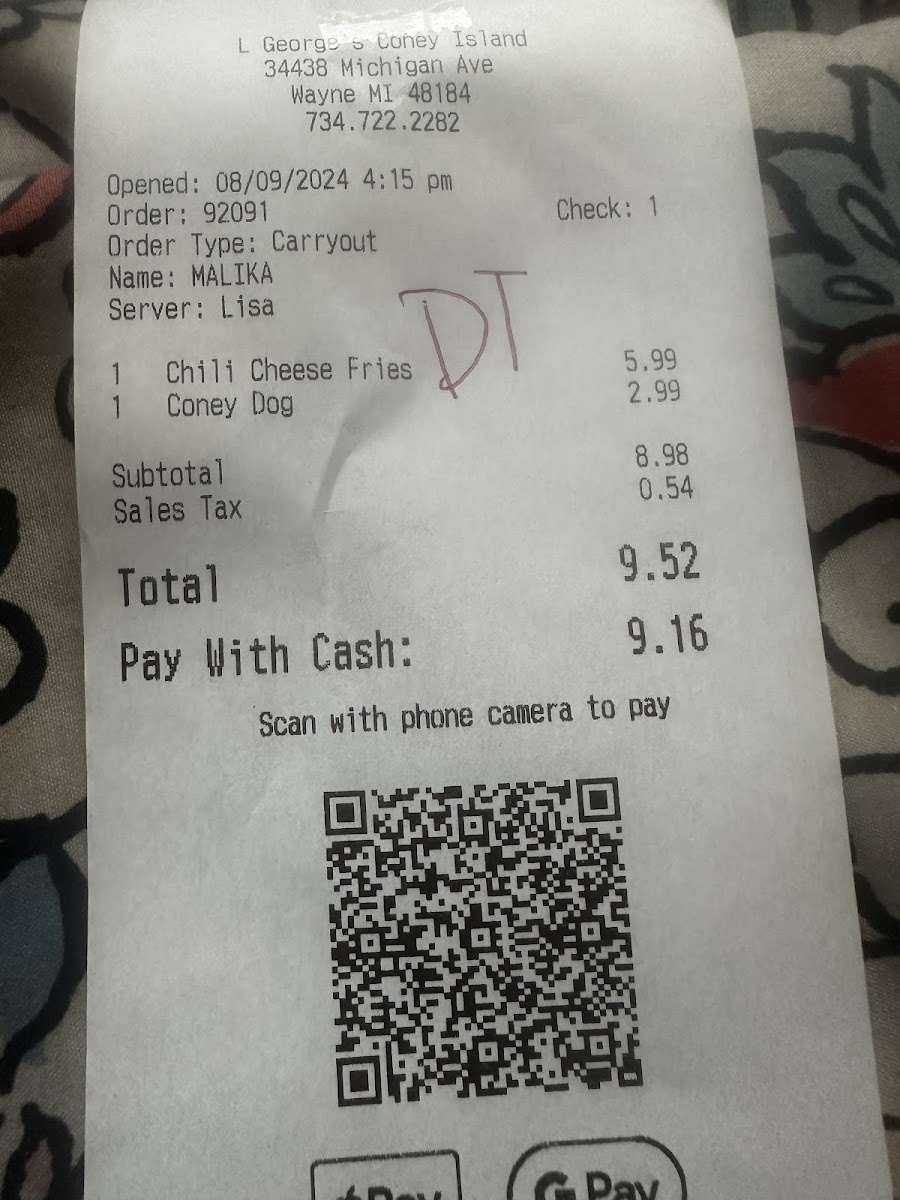 L George's Coney Island
34438 Michigan Ave
Wayne MI 48184
734.722.2282
Opened: 08/09/2024 4:15 pm
Order: 92091 Check: 1
Order Type: Carryout
Name: MALIKA
Server: Lisa
DT
1 Chili Cheese Fries 5.99
1 Coney Dog 2.99
Subtotal 8.98
Sales Tax 0.54
Total 9.52
Pay With Cash: 9.16
Scan with phone camera to pay
Pay G Pay